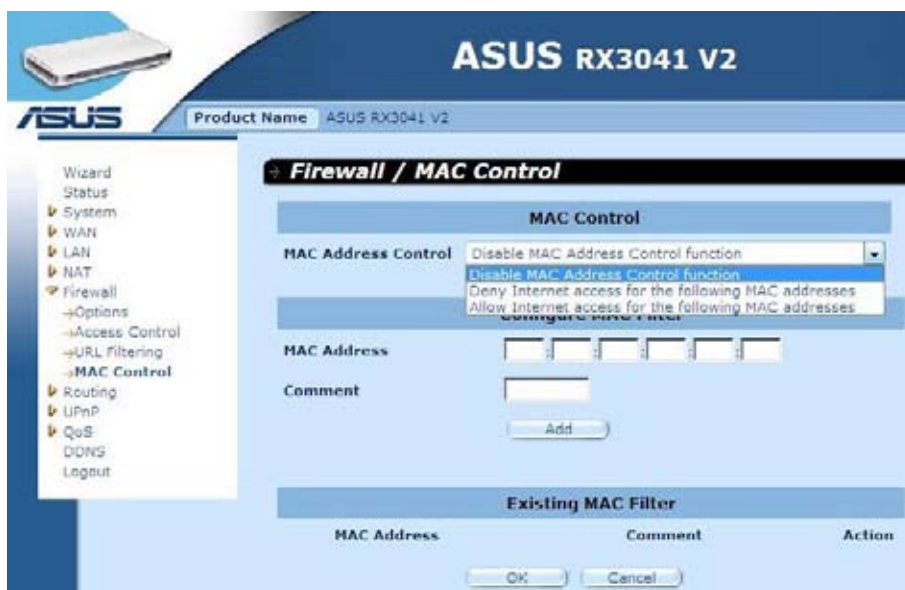 ASUS RX3041 V2
ASUS
Product Name ASUS RX3041 V2
Wizard
Status
System
WAN
LAN
NAT
Firewall
Options
Access Control
URL Filtering
MAC Control
Routing
UPnP
QoS
DDNS
Logout
Firewall / MAC Control
MAC Control
MAC Address Control Disable MAC Address Control function
Disable MAC Address Control function
Deny Internet access for the following MAC addresses
Allow Internet access for the following MAC addresses
Configure MAC Filter
MAC Address : : : : :
Comment
Add
Existing MAC Filter
MAC Address Comment Action
OK Cancel